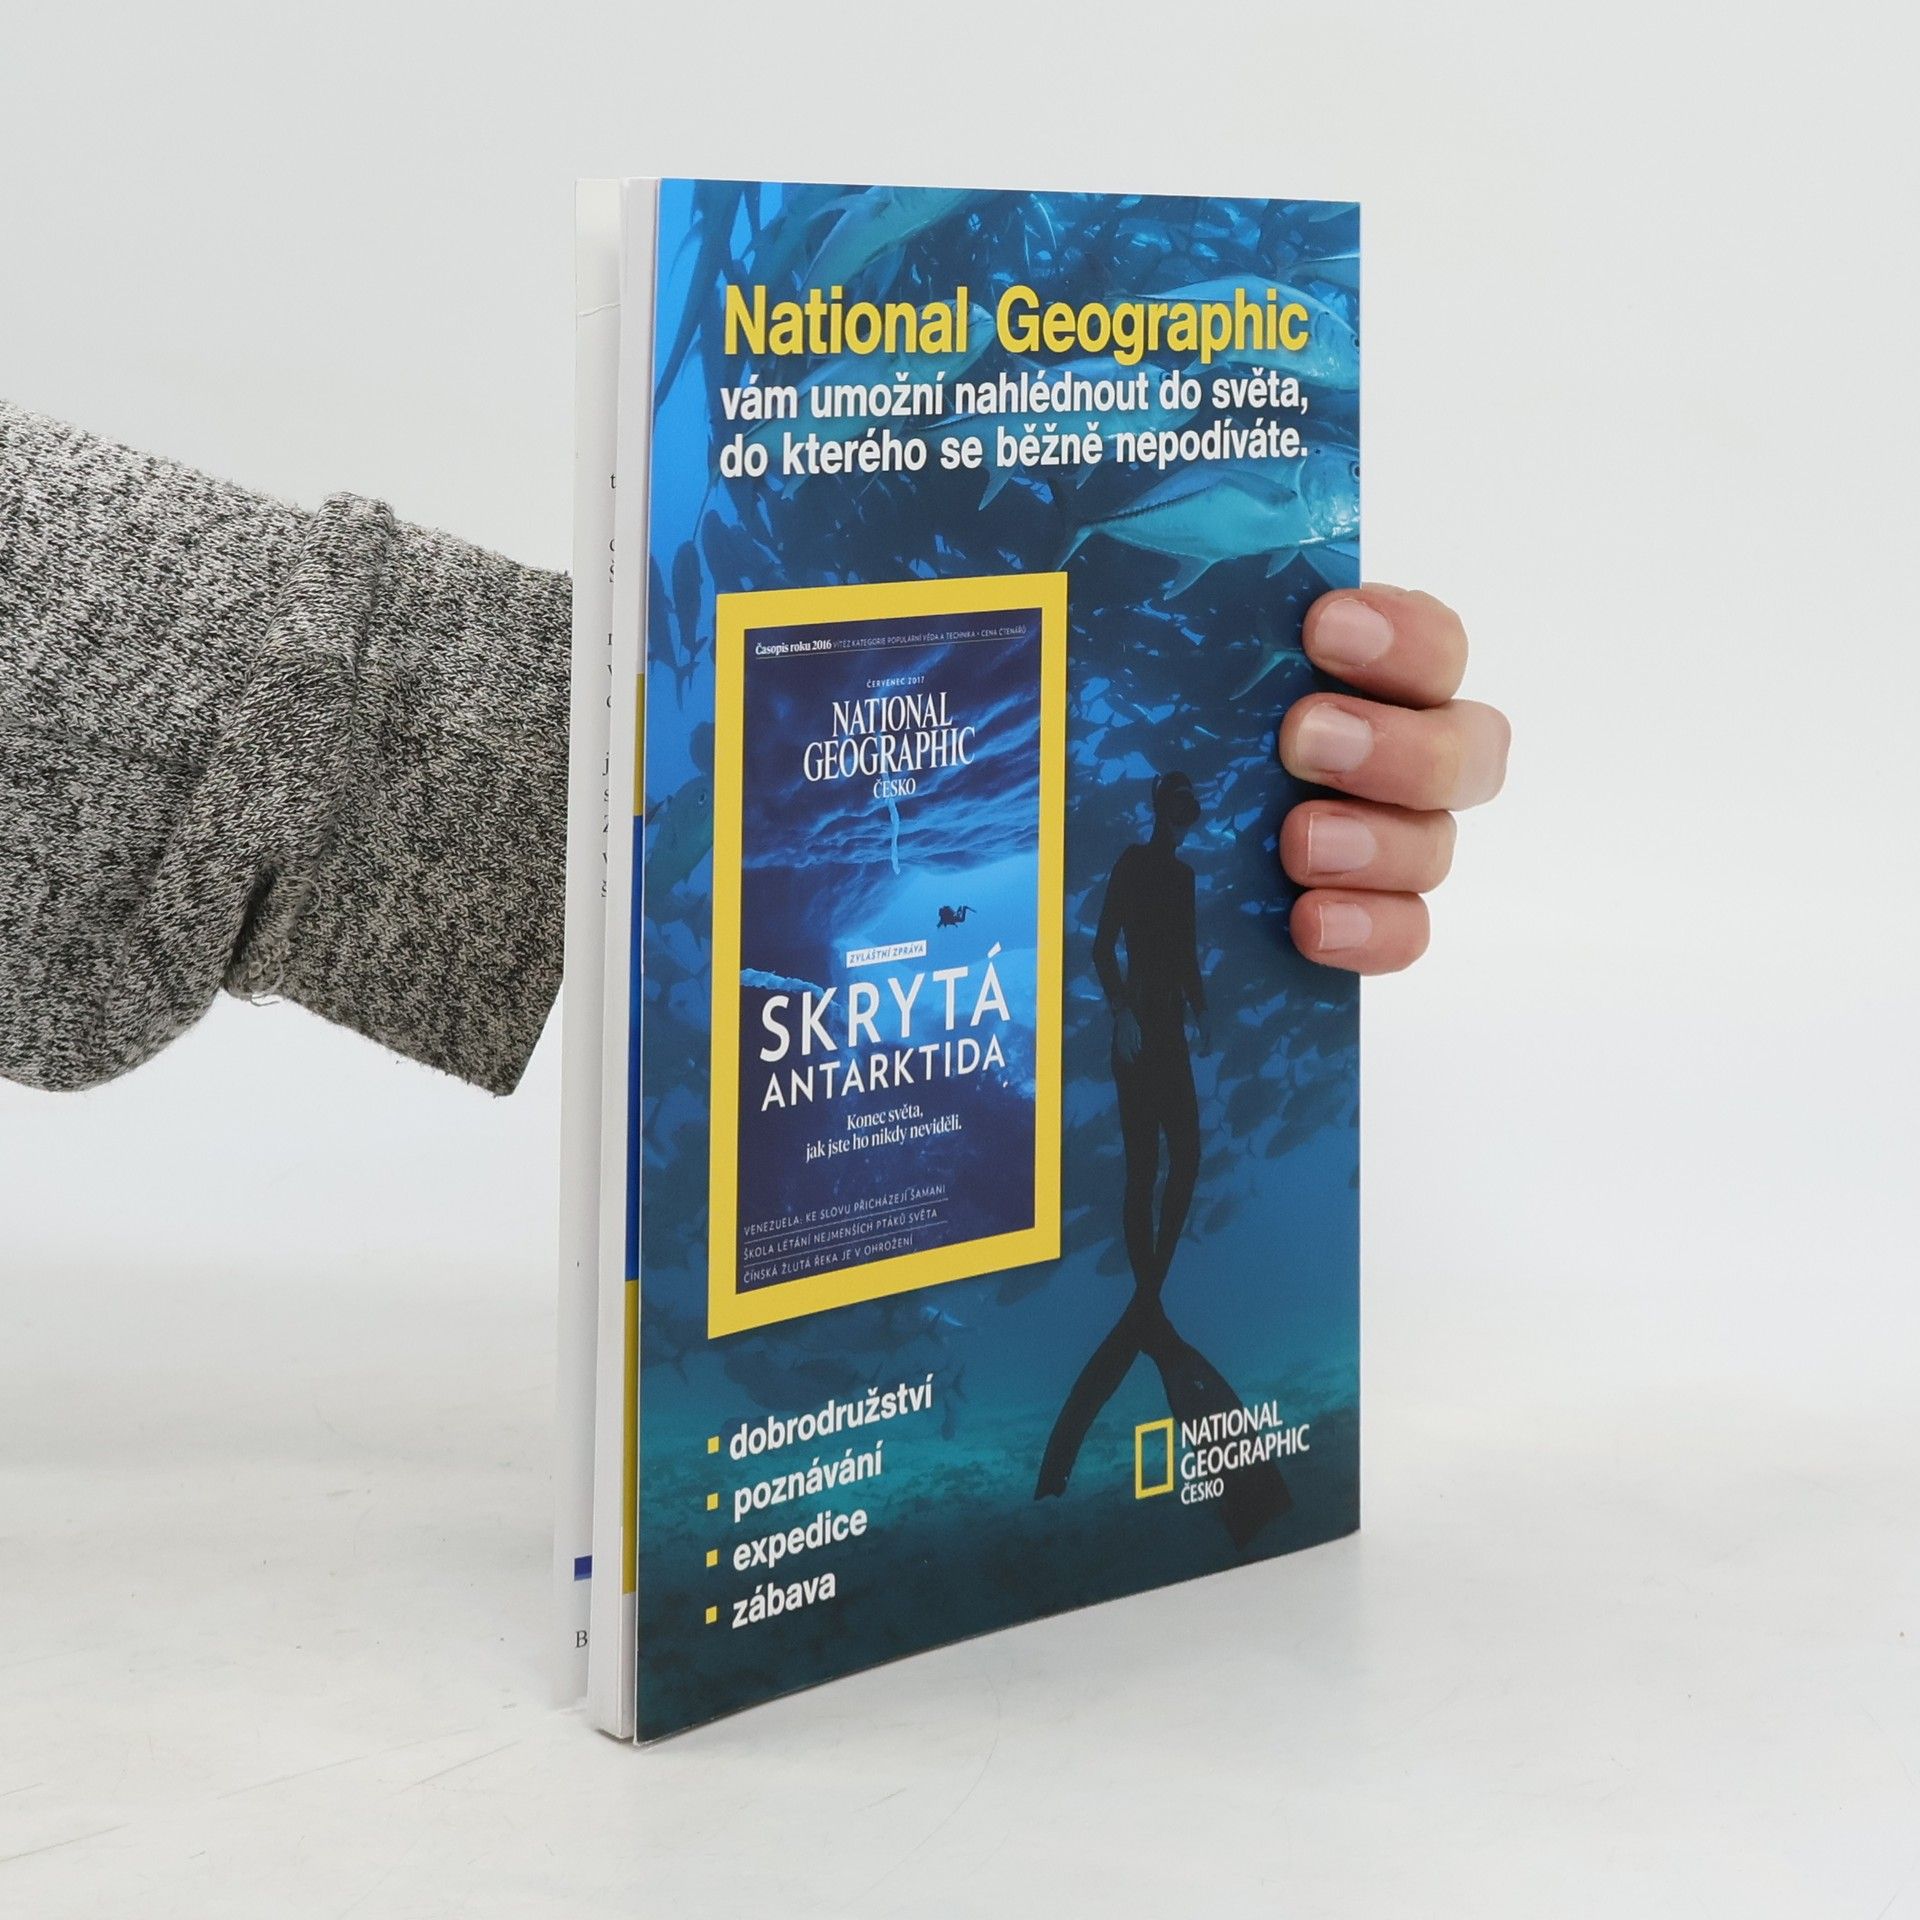 National Geographic
vám umožní nahlédnout do světa,
do kterého se běžně nepodíváte.
Časopis roku 2016 VÍTĚZ KATEGORIE POPULÁRNÍ VĚDA A TECHNIKA • CENA ČTENÁŘŮ
ČERVENEC 2017
NATIONAL
GEOGRAPHIC
ČESKO
ZVLÁŠTNÍ ZPRÁVA
SKRYTÁ
ANTARKTIDA
Konec světa,
jak jste ho nikdy neviděli.
VENEZUELA: KE SLOVU PŘICHÁZEJÍ ŠAMANI
ŠKOLA LÉTÁNÍ NEJMENŠÍCH PTÁKŮ SVĚTA
ČÍNSKÁ ŽLUTÁ ŘEKA JE V OHROŽENÍ
▪ dobrodružství
▪ poznávání
▪ expedice
▪ zábava
NATIONAL
GEOGRAPHIC
ČESKO